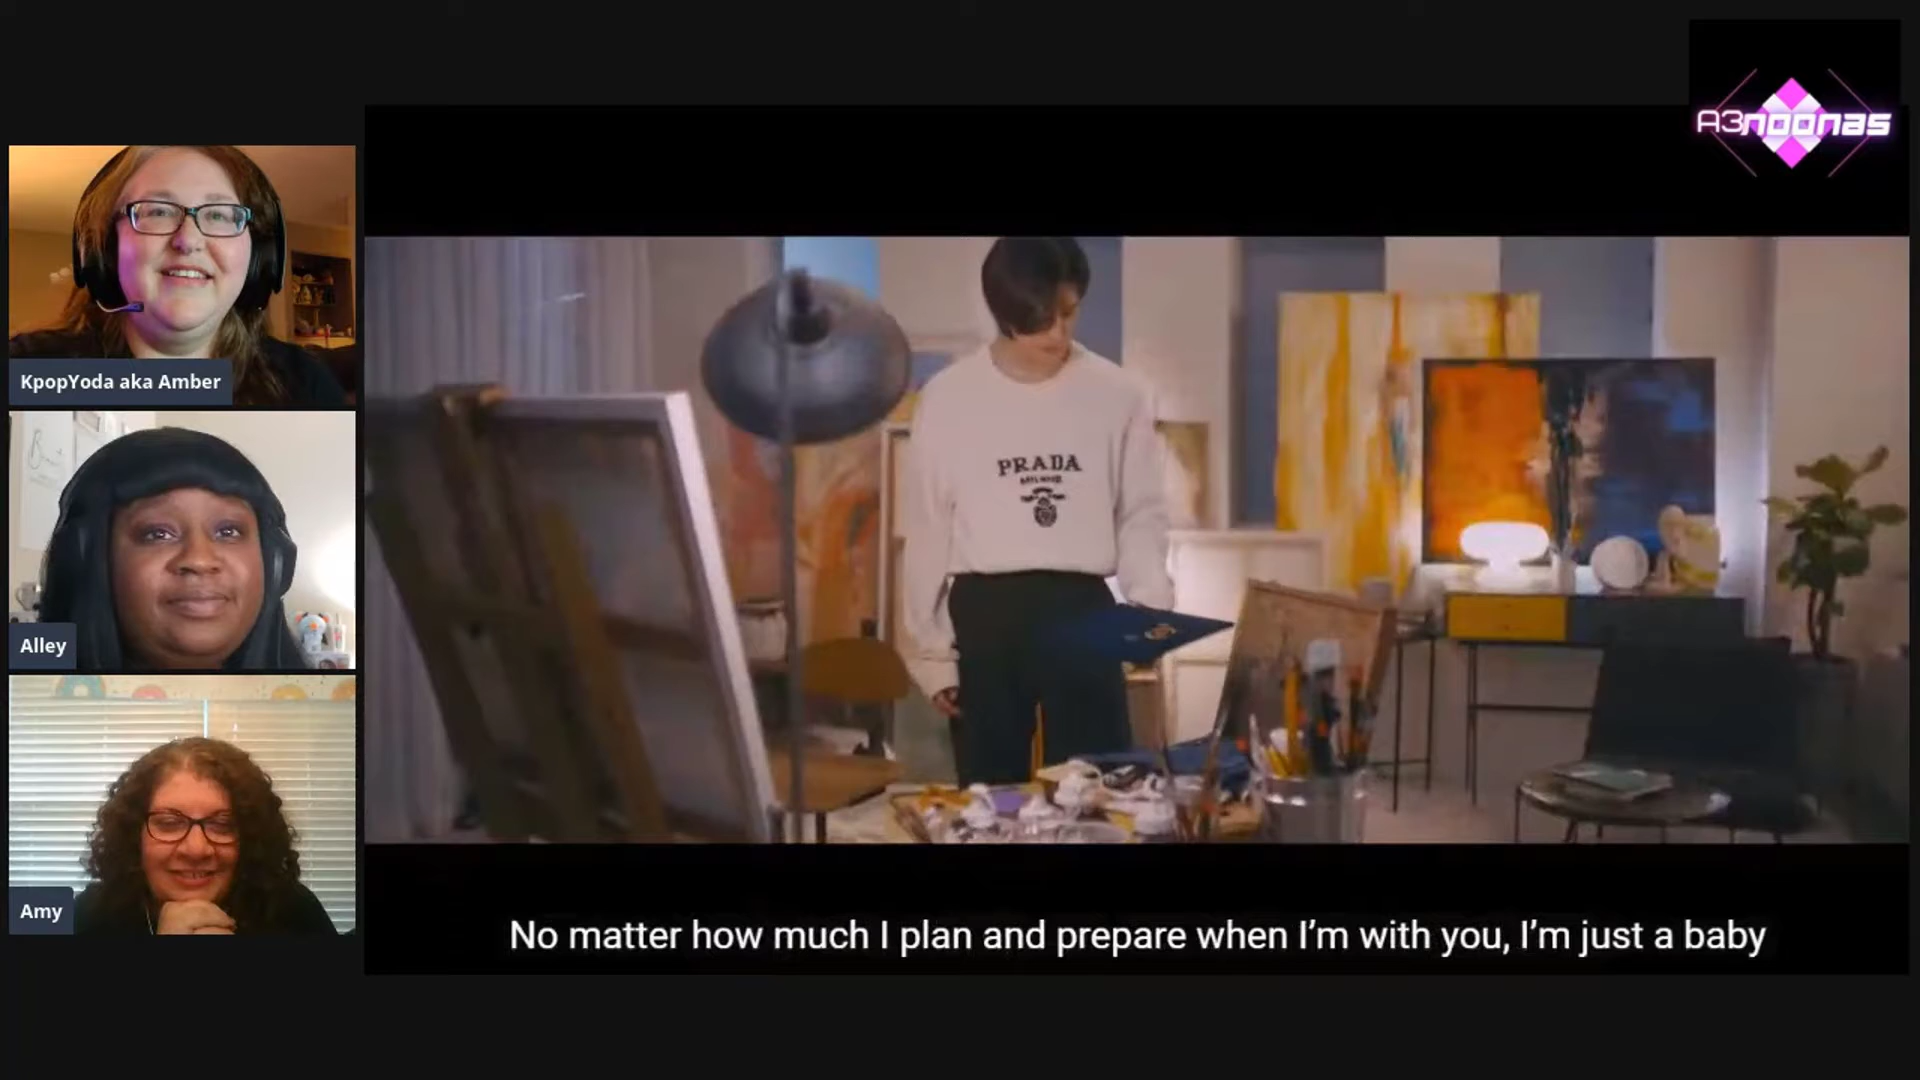 A3noonas
KpopYoda aka Amber
Alley
Amy
PRADA
No matter how much I plan and prepare when I’m with you, I’m just a baby